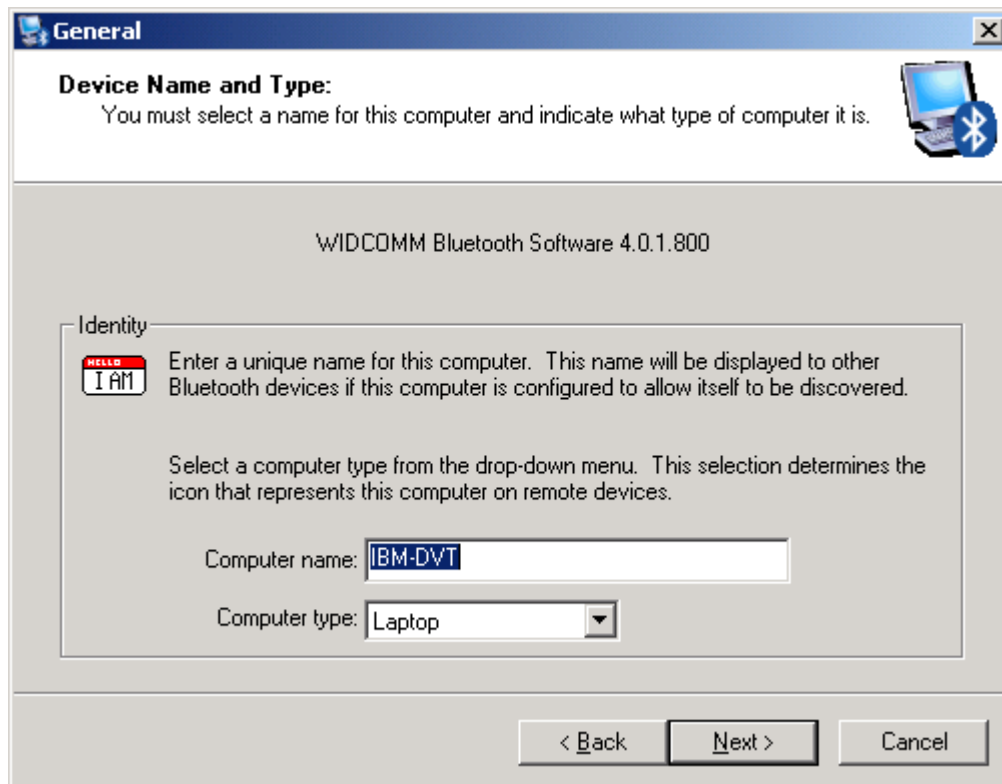 General
Device Name and Type:
You must select a name for this computer and indicate what type of computer it is.
WIDCOMM Bluetooth Software 4.0.1.800
Identity
HELLO
I AM
Enter a unique name for this computer.  This name will be displayed to other
Bluetooth devices if this computer is configured to allow itself to be discovered.
Select a computer type from the drop-down menu.  This selection determines the
icon that represents this computer on remote devices.
Computer name: IBM-DVT
Computer type: Laptop
< Back Next > Cancel